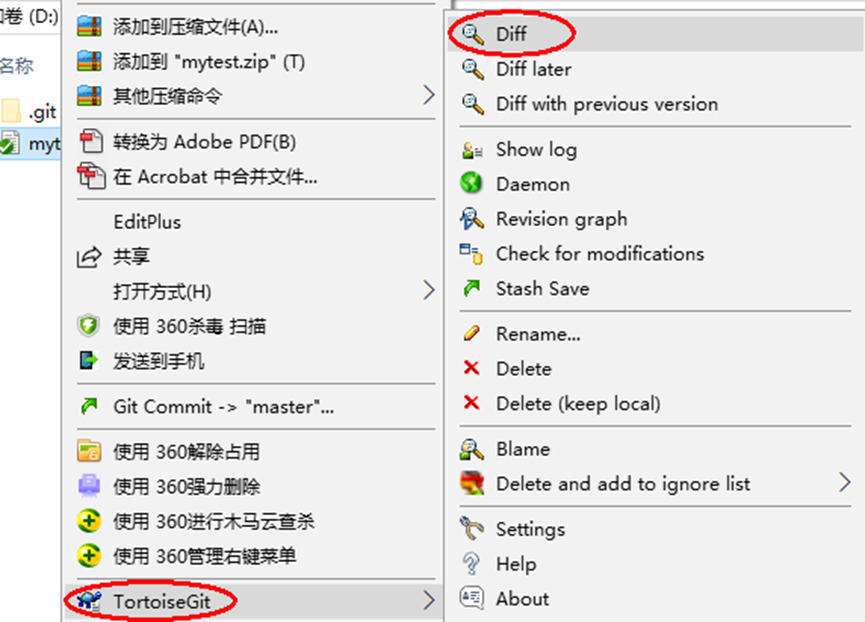 (D:)
名称
.git
myt
添加到压缩文件(A)...
添加到 "mytest.zip" (T)
其他压缩命令
转换为 Adobe PDF(B)
在 Acrobat 中合并文件...
EditPlus
共享
打开方式(H)
使用 360杀毒 扫描
发送到手机
Git Commit -> "master"...
使用 360解除占用
使用 360强力删除
使用 360进行木马云查杀
使用 360管理右键菜单
TortoiseGit
Diff
Diff later
Diff with previous version
Show log
Daemon
Revision graph
Check for modifications
Stash Save
Rename...
Delete
Delete (keep local)
Blame
Delete and add to ignore list
Settings
Help
About